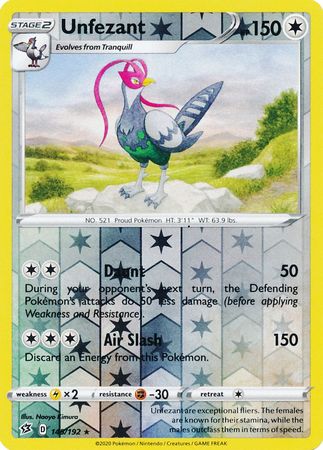 STAGE2 Unfezant 150
Evolves from Tranquill
NO. 521 Proud Pokémon HT: 3'11" WT: 63.9 lbs.
Daunt 50
During your opponent's next turn, the Defending
Pokémon's attacks do 50 less damage (before applying
Weakness and Resistance).
Air Slash 150
Discard an Energy from this Pokémon.
weakness ×2 resistance -30 retreat
Illus. Naoyo Kimura
D /192 ★
Unfezant are exceptional fliers. The females
are known for their stamina, while the
males outclass them in terms of speed.
©2020 Pokémon / Nintendo / Creatures / GAME FREAK